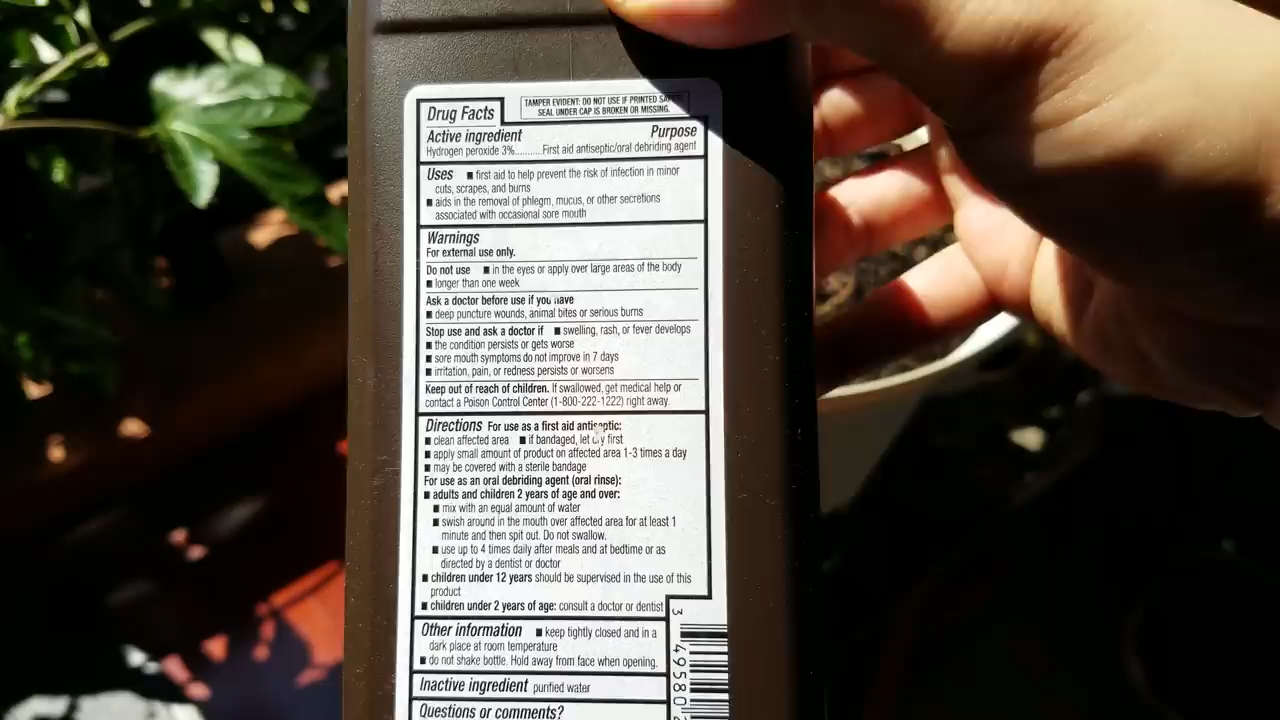 Drug Facts
TAMPER EVIDENT: DO NOT USE IF PRINTED SAFETY
SEAL UNDER CAP IS BROKEN OR MISSING.
Active ingredient Purpose
Hydrogen peroxide 3%...........First aid antiseptic/oral debriding agent
Uses ■ first aid to help prevent the risk of infection in minor
cuts, scrapes, and burns
■ aids in the removal of phlegm, mucus, or other secretions
associated with occasional sore mouth
Warnings
For external use only.
Do not use ■ in the eyes or apply over large areas of the body
■ longer than one week
Ask a doctor before use if you have
■ deep puncture wounds, animal bites or serious burns
Stop use and ask a doctor if ■ swelling, rash, or fever develops
■ the condition persists or gets worse
■ sore mouth symptoms do not improve in 7 days
■ irritation, pain, or redness persists or worsens
Keep out of reach of children. If swallowed, get medical help or
contact a Poison Control Center (1-800-222-1222) right away.
Directions For use as a first aid antiseptic:
■ clean affected area ■ if bandaged, let dry first
■ apply small amount of product on affected area 1-3 times a day
■ may be covered with a sterile bandage
For use as an oral debriding agent (oral rinse):
■ adults and children 2 years of age and over:
■ mix with an equal amount of water
■ swish around in the mouth over affected area for at least 1
minute and then spit out. Do not swallow.
■ use up to 4 times daily after meals and at bedtime or as
directed by a dentist or doctor
■ children under 12 years should be supervised in the use of this
product
■ children under 2 years of age: consult a doctor or dentist
Other information ■ keep tightly closed and in a
dark place at room temperature
■ do not shake bottle. Hold away from face when opening.
Inactive ingredient purified water
Questions or comments?
3 49580